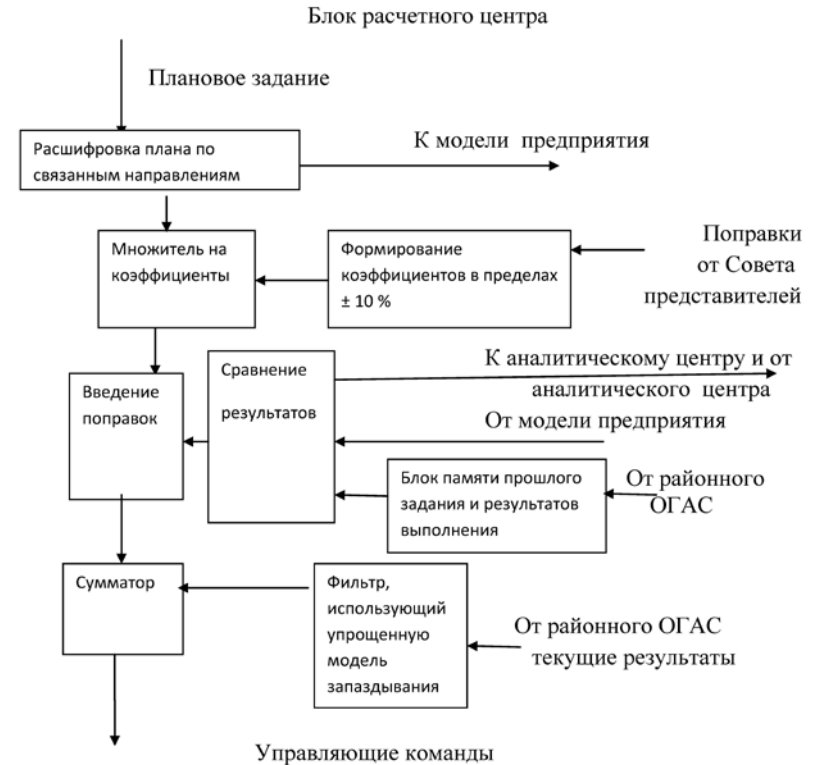 Блок расчетного центра
Плановое задание
Расшифровка плана по
связанным направлениям
К модели предприятия
Множитель на
коэффициенты
Формирование
коэффициентов в пределах
± 10 %
Поправки
от Совета
представителей
Введение
поправок
Сравнение
результатов
К аналитическому центру и от
аналитического центра
От модели предприятия
Блок памяти прошлого
задания и результатов
выполнения
От районного
ОГАС
Сумматор
Фильтр,
использующий
упрощенную
модель
запаздывания
От районного ОГАС
текущие результаты
Управляющие команды